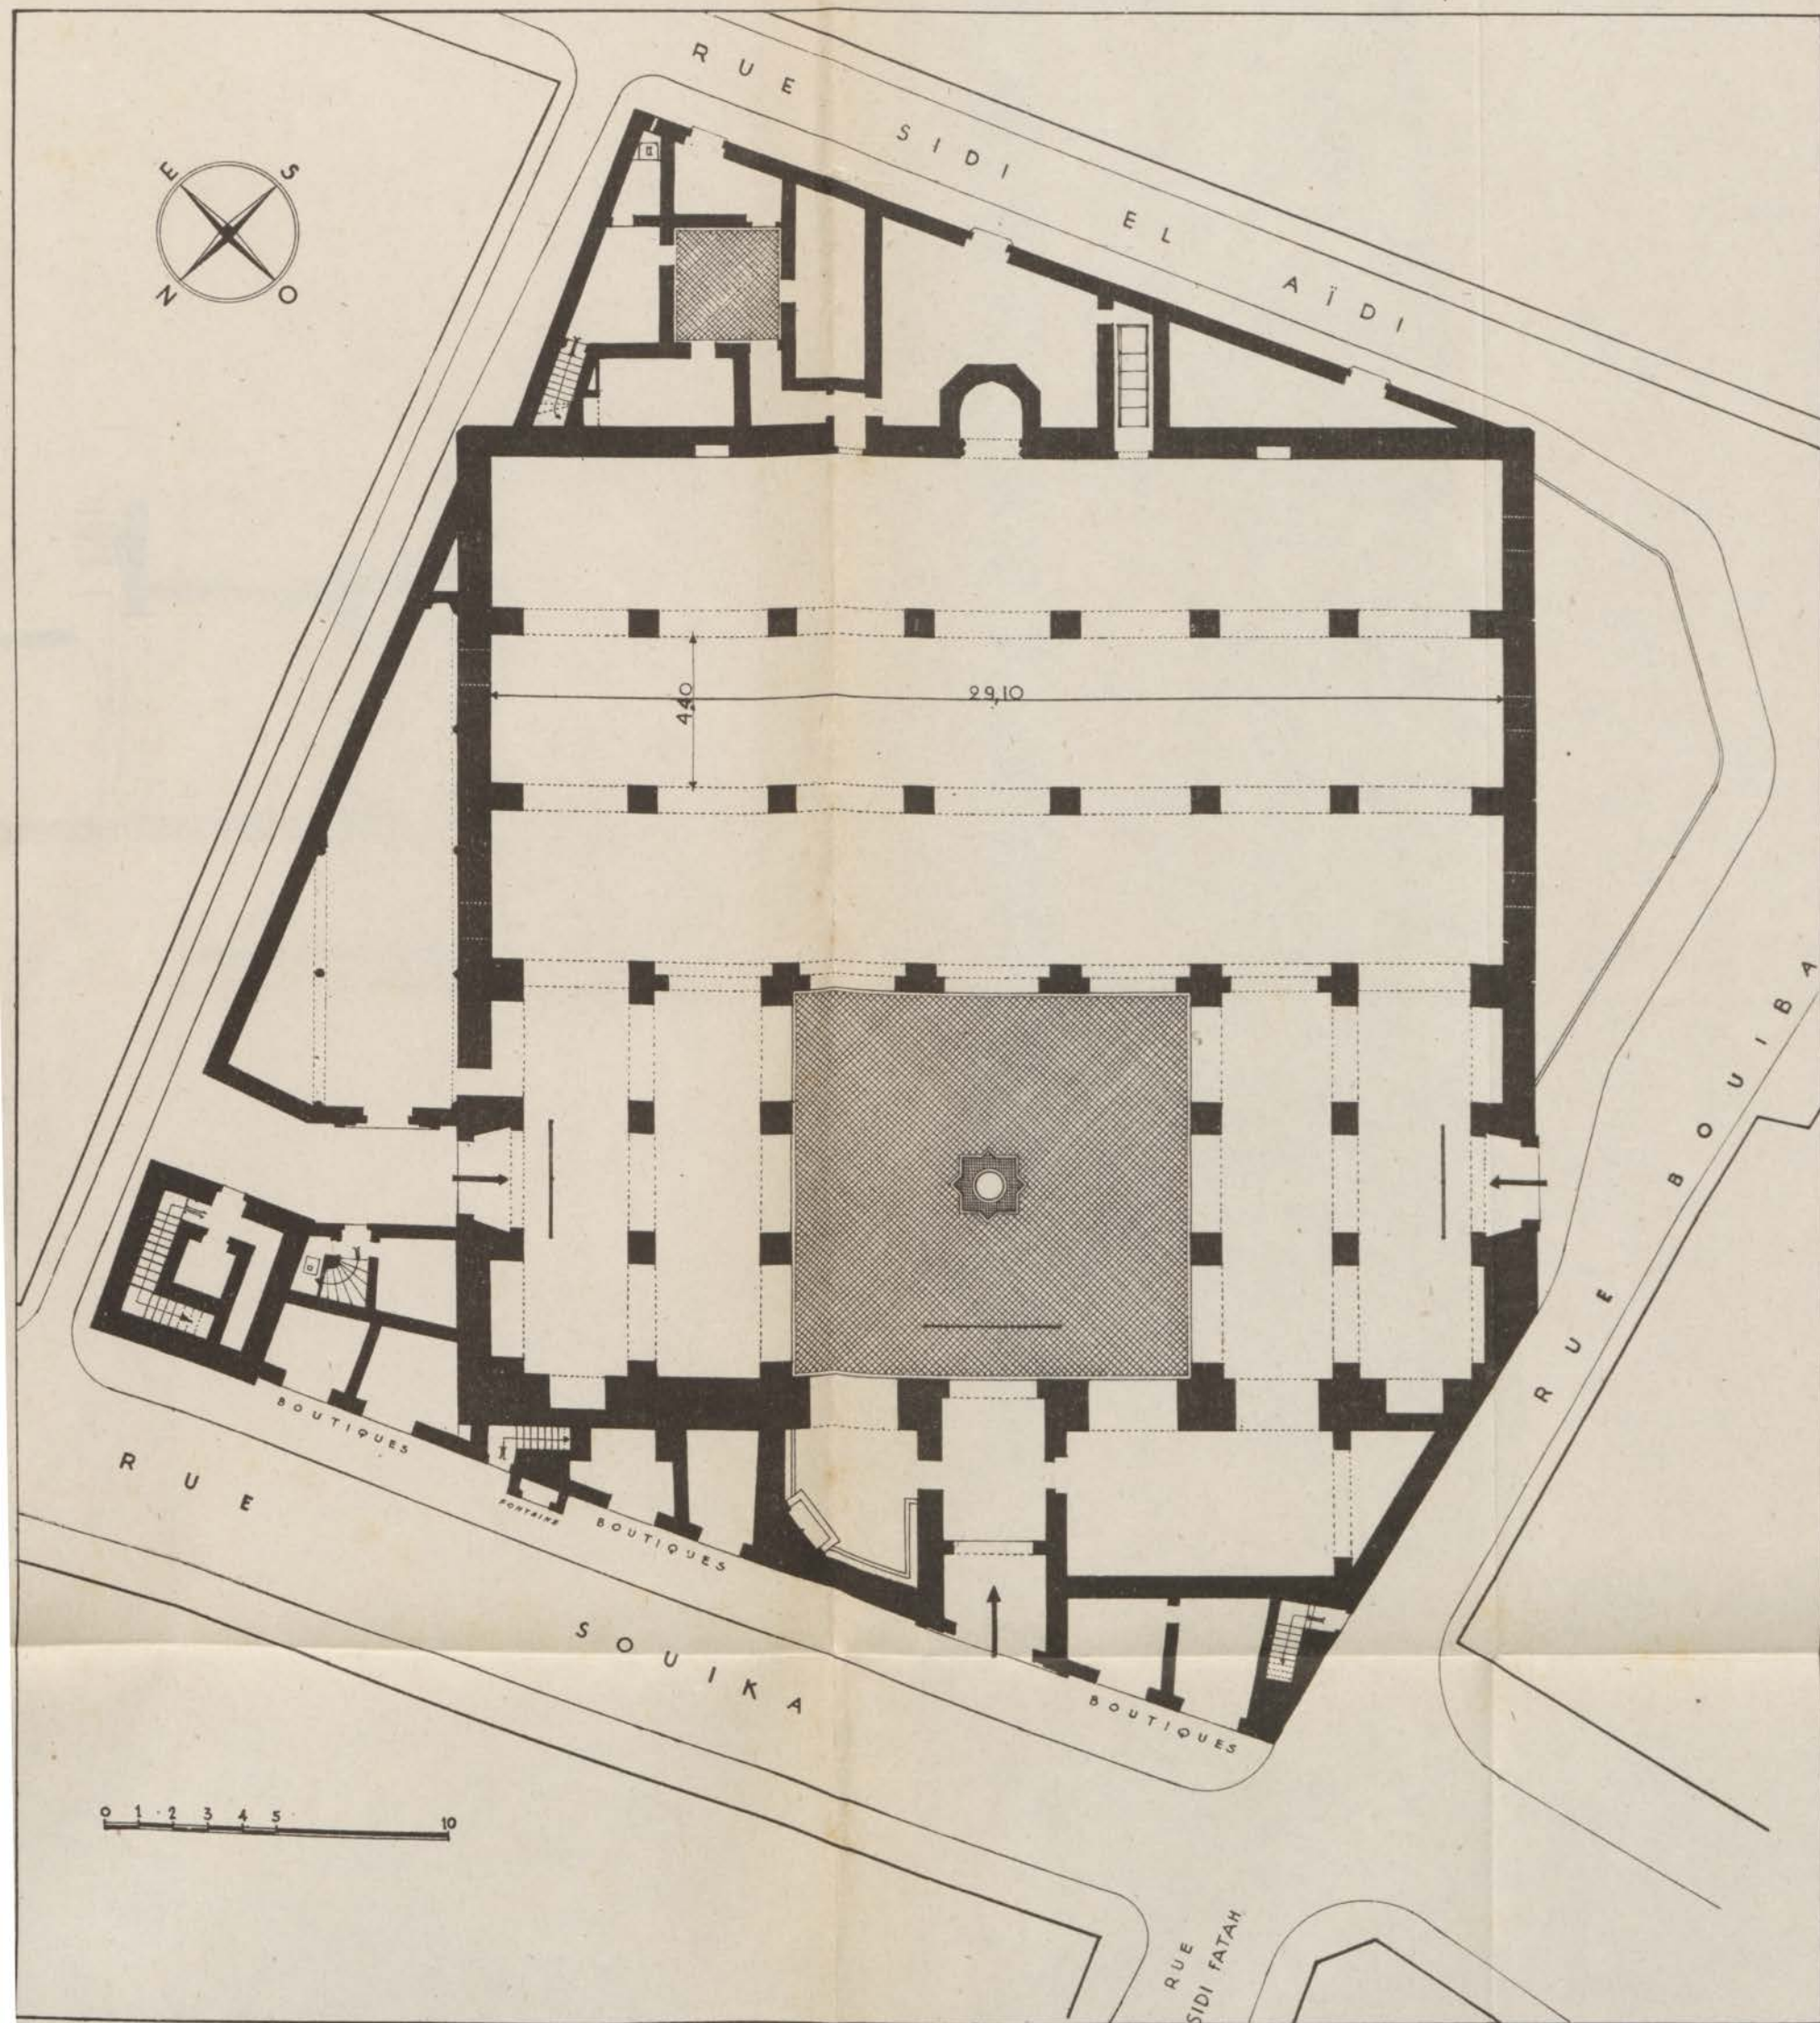 RUE SIDI EL AÏDI
E
S
N
O
4,40
29,10
RUE BOUIBA
BOUTIQUES
FONTAINE
BOUTIQUES
BOUTIQUES
RUE SOUIKA
0 1 2 3 4 5 10
RUE
SIDI FATAH